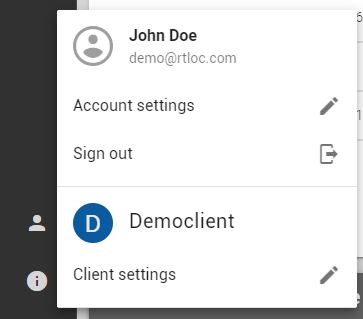 John Doe
demo@rtloc.com
Account settings
Sign out
D Democlient
Client settings